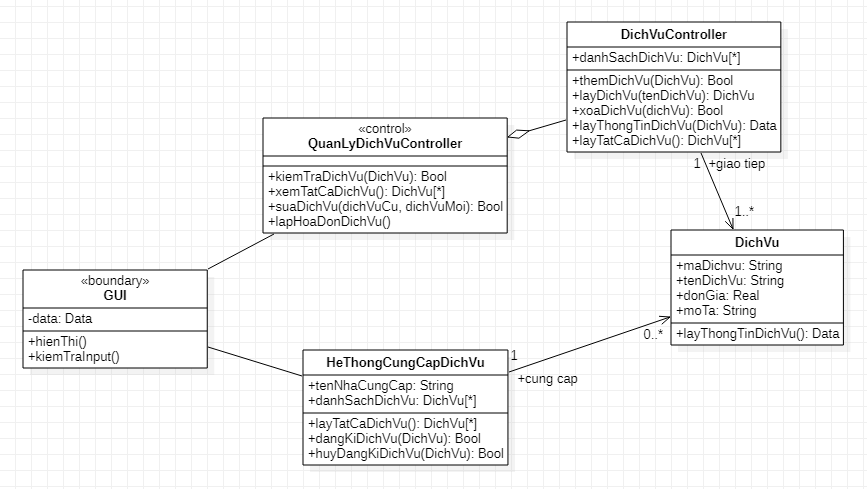 DichVuController
+danhSachDichVu: DichVu[*]
+themDichVu(DichVu): Bool
+layDichVu(tenDichVu): DichVu
+xoaDichVu(dichVu): Bool
+layThongTinDichVu(DichVu): Data
+layTatCaDichVu(): DichVu[*]
«control»
QuanLyDichVuController
+kiemTraDichVu(DichVu): Bool
+xemTatCaDichVu(): DichVu[*]
+suaDichVu(dichVuCu, dichVuMoi): Bool
+lapHoaDonDichVu()
1 +giao tiep
1..*
DichVu
+maDichvu: String
+tenDichVu: String
+donGia: Real
+moTa: String
+layThongTinDichVu(): Data
«boundary»
GUI
-data: Data
+hienThi()
+kiemTraInput()
0..*
1
+cung cap
HeThongCungCapDichVu
+tenNhaCungCap: String
+danhSachDichVu: DichVu[*]
+layTatCaDichVu(): DichVu[*]
+dangKiDichVu(DichVu): Bool
+huyDangKiDichVu(DichVu): Bool